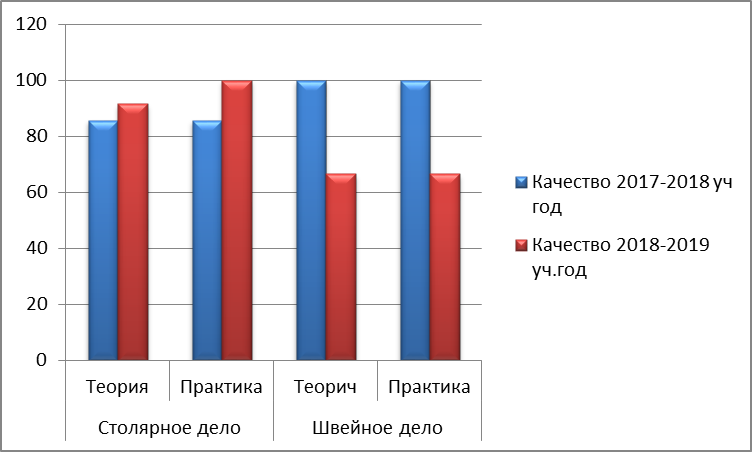 120
100
80
60
40
20
0
Теория Практика Теорич Практика
Столярное дело Швейное дело
Качество 2017-2018 уч
год
Качество 2018-2019
уч.год